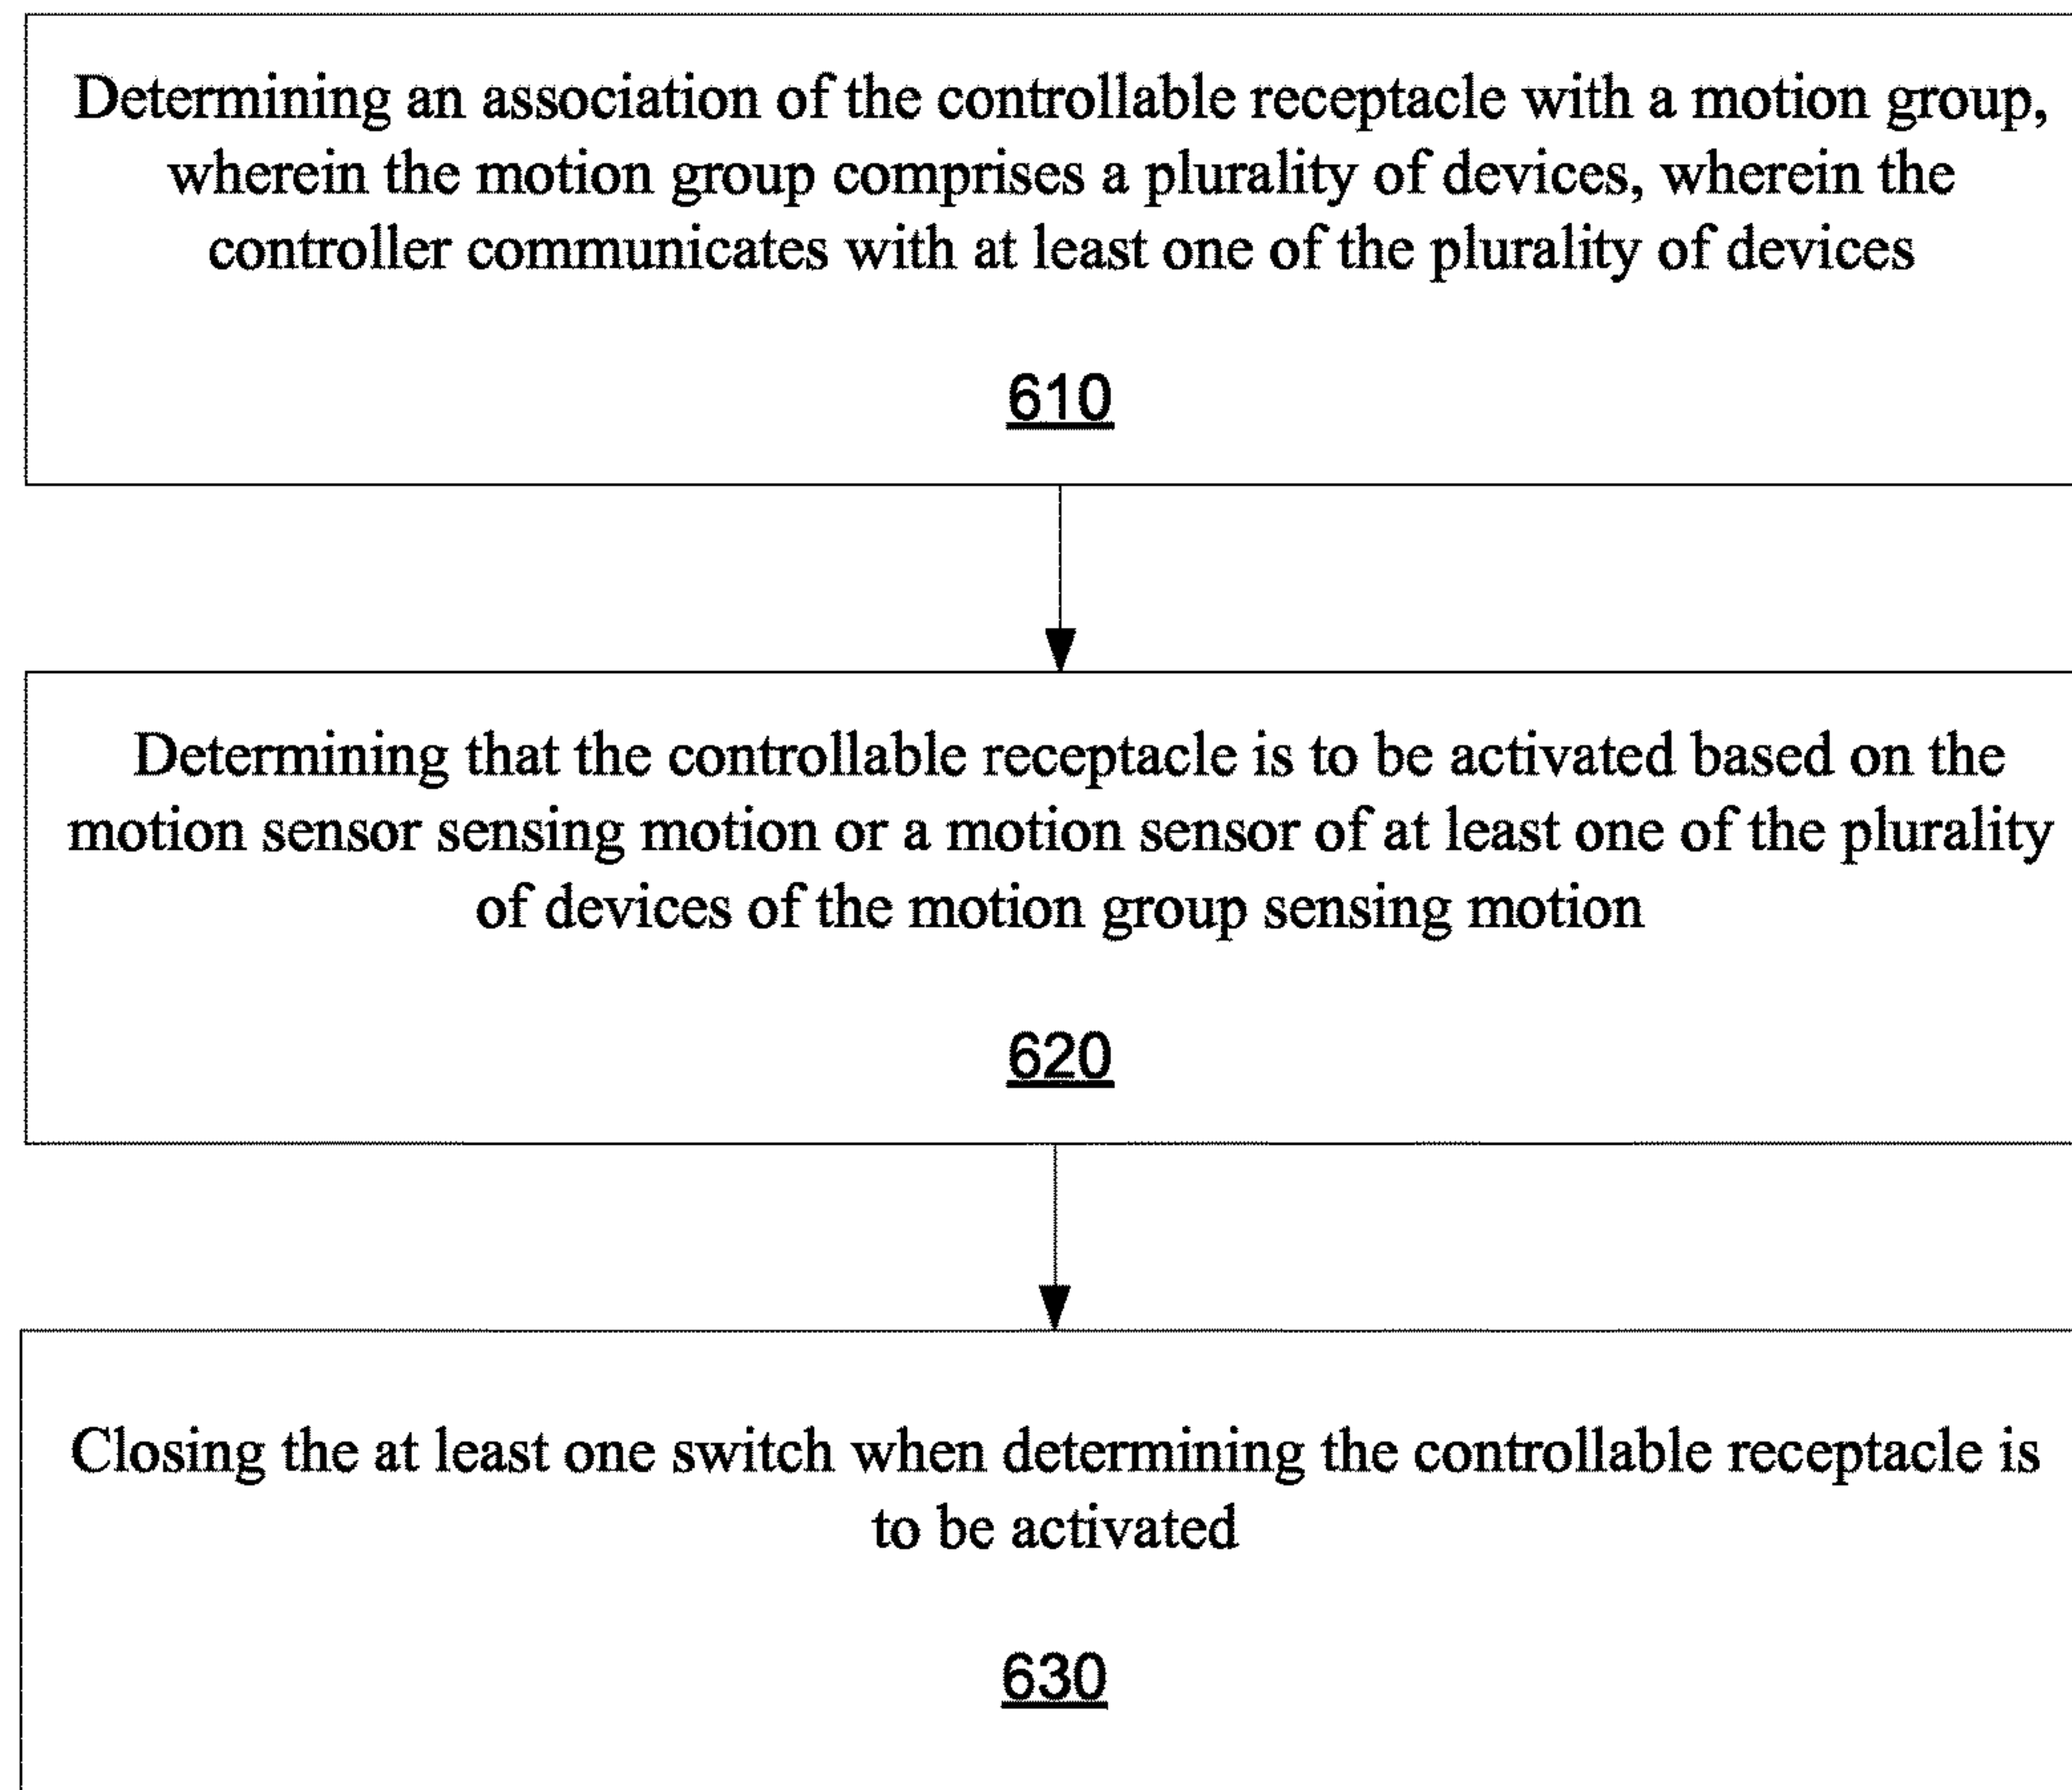 Determining an association of the controllable receptacle with a motion group,
wherein the motion group comprises a plurality of devices, wherein the
controller communicates with at least one of the plurality of devices
610
Determining that the controllable receptacle is to be activated based on the
motion sensor sensing motion or a motion sensor of at least one of the plurality
of devices of the motion group sensing motion
620
Closing the at least one switch when determining the controllable receptacle is
to be activated
630